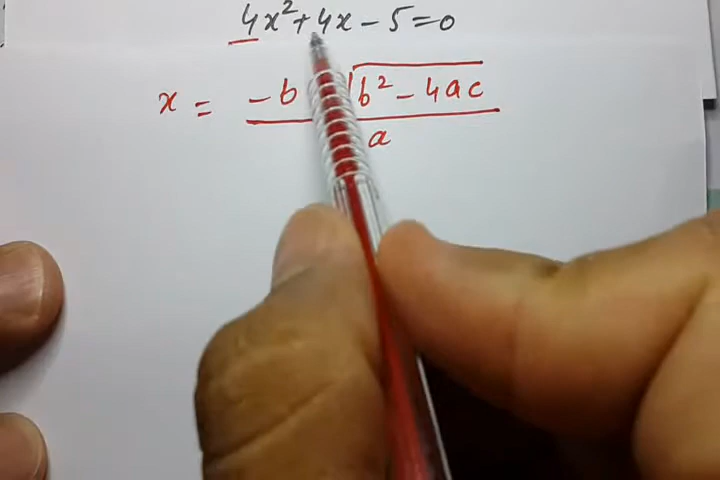 4x² + 4x - 5 = 0
x = -b √b² - 4ac
a